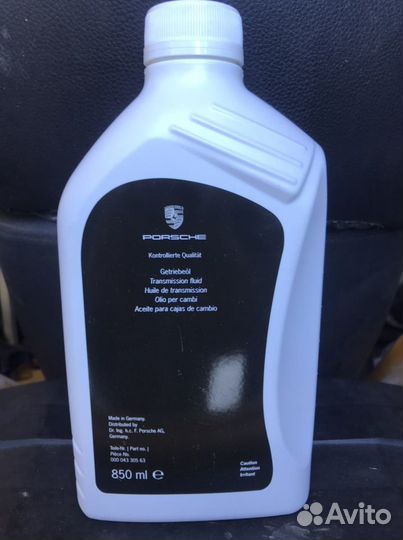 PORSCHE
Kontrollierte Qualität
Getriebeöl
Transmission fluid
Huile de transmission
Olio per cambi
Aceite para cajas de cambio
Made in Germany.
Distributed by
Dr. Ing. h.c. F. Porsche AG,
Germany.
Teile-Nr. | Part no. |
Pièce No.
000 043 305 63
850 ml ℮
Caution
Attention
Irritant
Avito